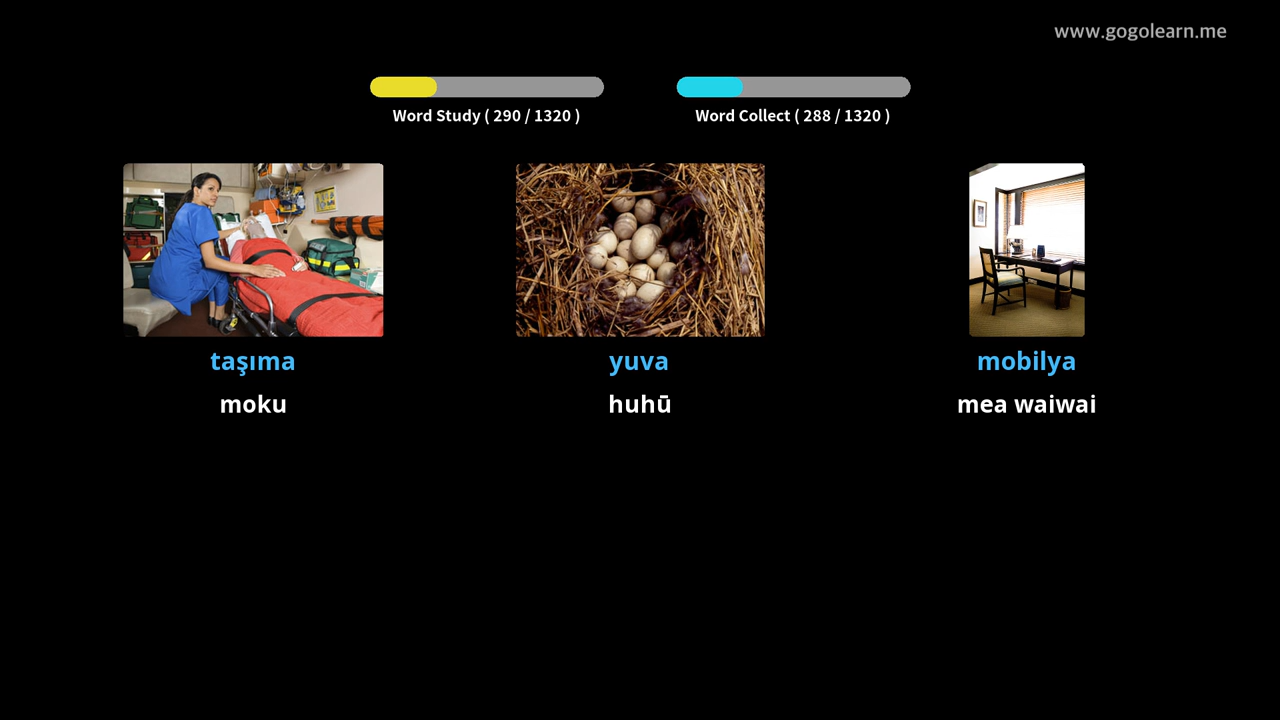 www.gogolearn.me
Word Study ( 290 / 1320 )
Word Collect ( 288 / 1320 )
taşıma
yuva
mobilya
moku
huhū
mea waiwai